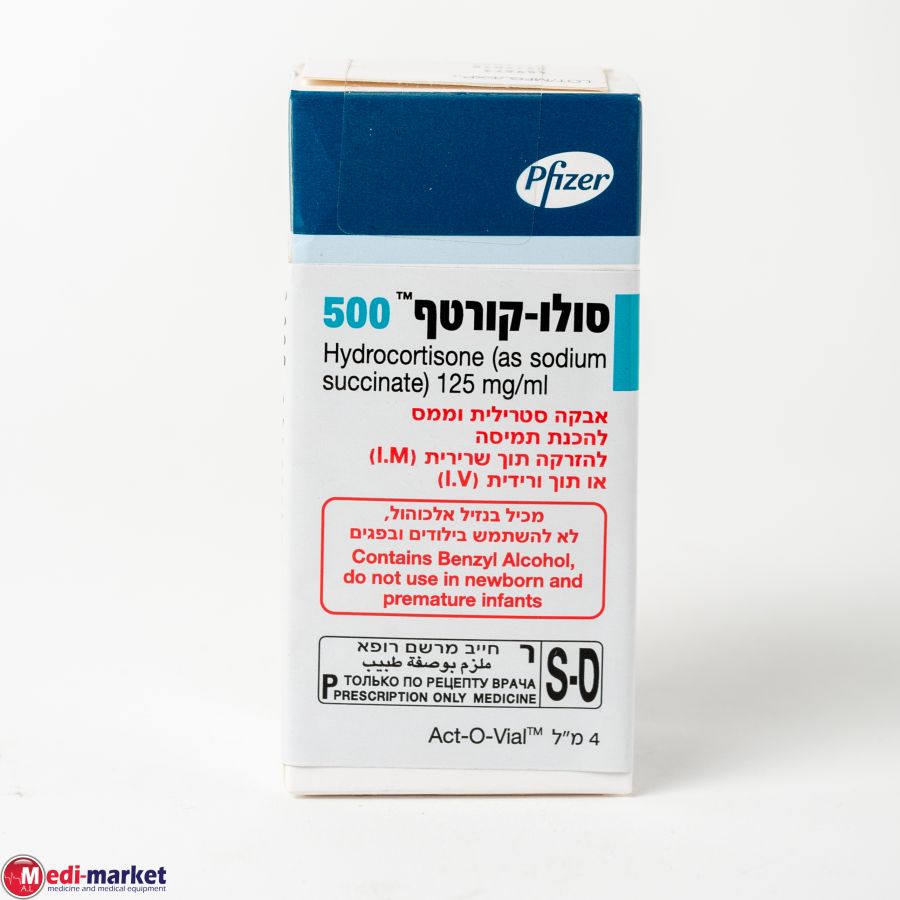 LOT/MFG./EXP.:
Pfizer
סולו-קורטף™ 500
Hydrocortisone (as sodium
succinate) 125 mg/ml
אבקה סטרילית וממס
להכנת תמיסה
להזרקה תוך שרירית (I.M)
או תוך ורידית (I.V)
מכיל בנזיל אלכוהול,
לא להשתמש בילודים ובפגים
Contains Benzyl Alcohol,
do not use in newborn and
premature infants
ר חייב מרשם רופא
ملزم بوصفة طبيب
ТОЛЬКО ПО РЕЦЕПТУ ВРАЧА
P PRESCRIPTION ONLY MEDICINE
S-D
Act-O-Vial™ 4 מ"ל
Medi-market
A.L
medicine and medical equipment